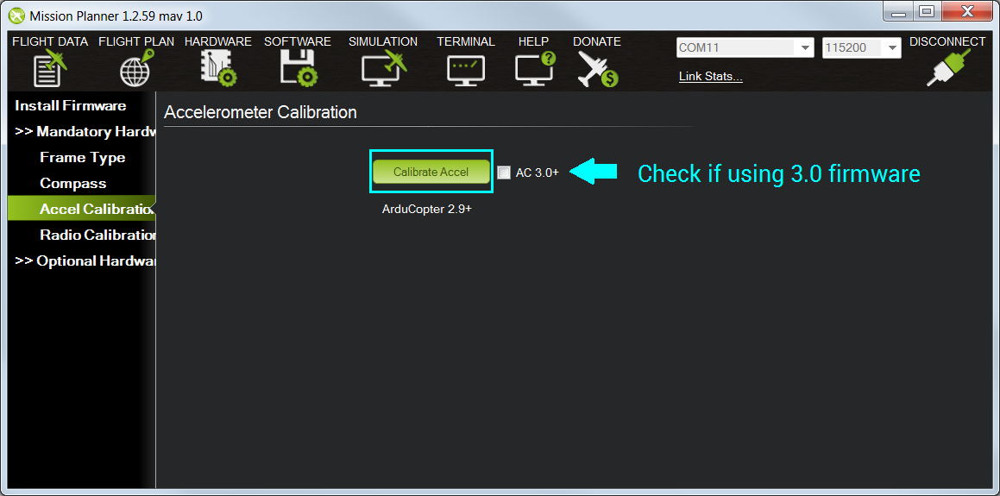 Mission Planner 1.2.59 mav 1.0
FLIGHT DATA FLIGHT PLAN HARDWARE SOFTWARE SIMULATION TERMINAL HELP DONATE DISCONNECT
COM11 115200
Link Stats...
Install Firmware
>> Mandatory Hardw
Frame Type
Compass
Accel Calibration
Radio Calibration
>> Optional Hardwa
Accelerometer Calibration
Calibrate Accel AC 3.0+ Check if using 3.0 firmware
ArduCopter 2.9+